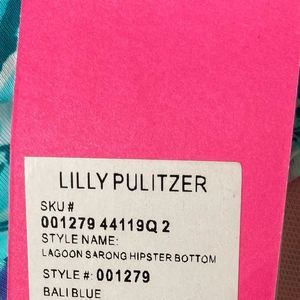 LILLY PULITZER
SKU #
001279 44119Q 2
STYLE NAME:
LAGOON SARONG HIPSTER BOTTOM
STYLE #: 001279
BALI BLUE